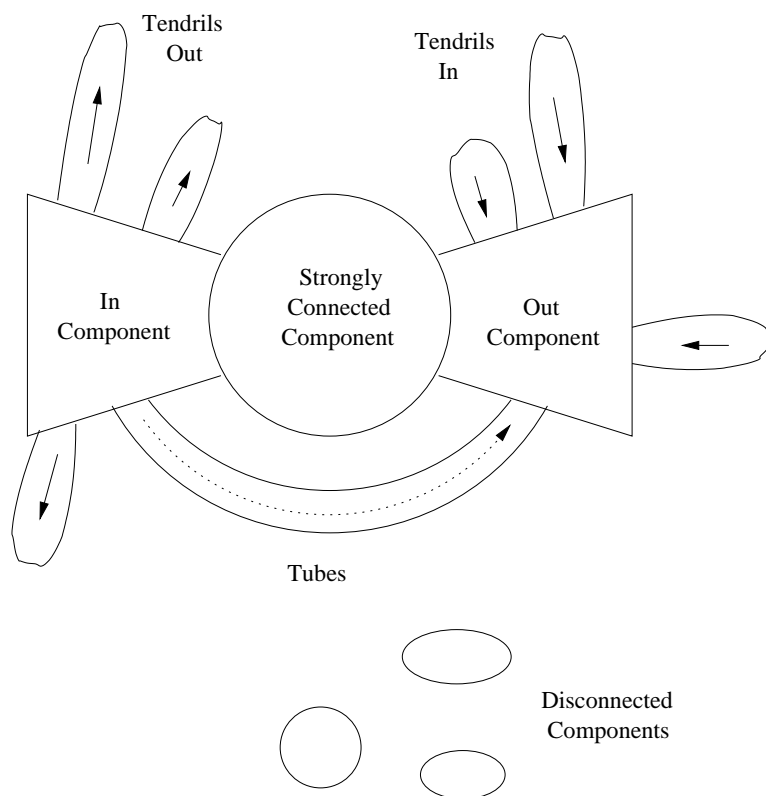 Tendrils
Out
Tendrils
In
In
Component
Strongly
Connected
Component
Out
Component
Tubes
Disconnected
Components